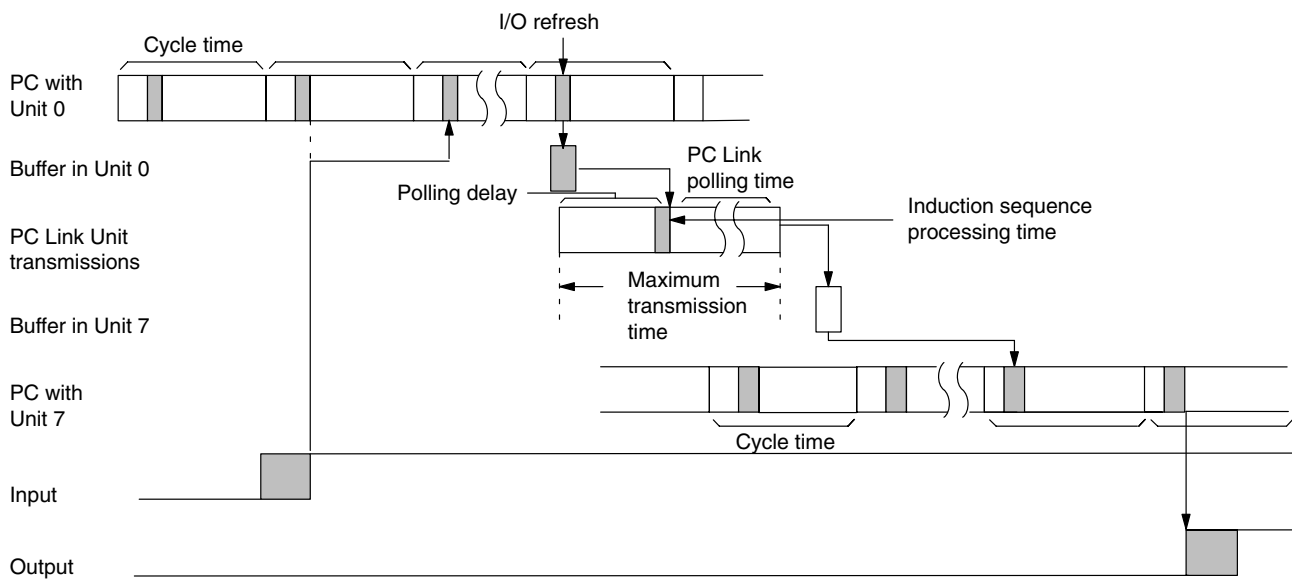 I/O refresh
Cycle time
PC with
Unit 0
Buffer in Unit 0
PC Link
polling time
Polling delay
Induction sequence
processing time
PC Link Unit
transmissions
Maximum
transmission
time
Buffer in Unit 7
PC with
Unit 7
Cycle time
Input
Output